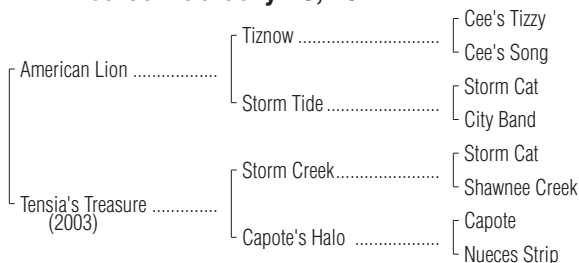 Cee's Tizzy
Tiznow
Cee's Song
American Lion
Storm Cat
Storm Tide
City Band
Storm Cat
Storm Creek
Shawnee Creek
Tensia's Treasure
(2003)
Capote
Capote's Halo
Nueces Strip